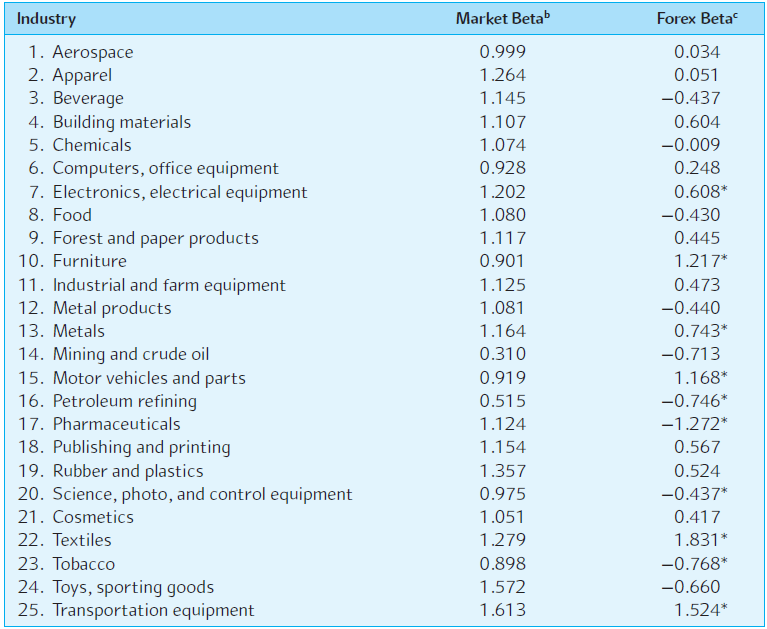 Industry Market Betaᵇ Forex Betaᶜ
1. Aerospace 0.999 0.034
2. Apparel 1.264 0.051
3. Beverage 1.145 −0.437
4. Building materials 1.107 0.604
5. Chemicals 1.074 −0.009
6. Computers, office equipment 0.928 0.248
7. Electronics, electrical equipment 1.202 0.608*
8. Food 1.080 −0.430
9. Forest and paper products 1.117 0.445
10. Furniture 0.901 1.217*
11. Industrial and farm equipment 1.125 0.473
12. Metal products 1.081 −0.440
13. Metals 1.164 0.743*
14. Mining and crude oil 0.310 −0.713
15. Motor vehicles and parts 0.919 1.168*
16. Petroleum refining 0.515 −0.746*
17. Pharmaceuticals 1.124 −1.272*
18. Publishing and printing 1.154 0.567
19. Rubber and plastics 1.357 0.524
20. Science, photo, and control equipment 0.975 −0.437*
21. Cosmetics 1.051 0.417
22. Textiles 1.279 1.831*
23. Tobacco 0.898 −0.768*
24. Toys, sporting goods 1.572 −0.660
25. Transportation equipment 1.613 1.524*